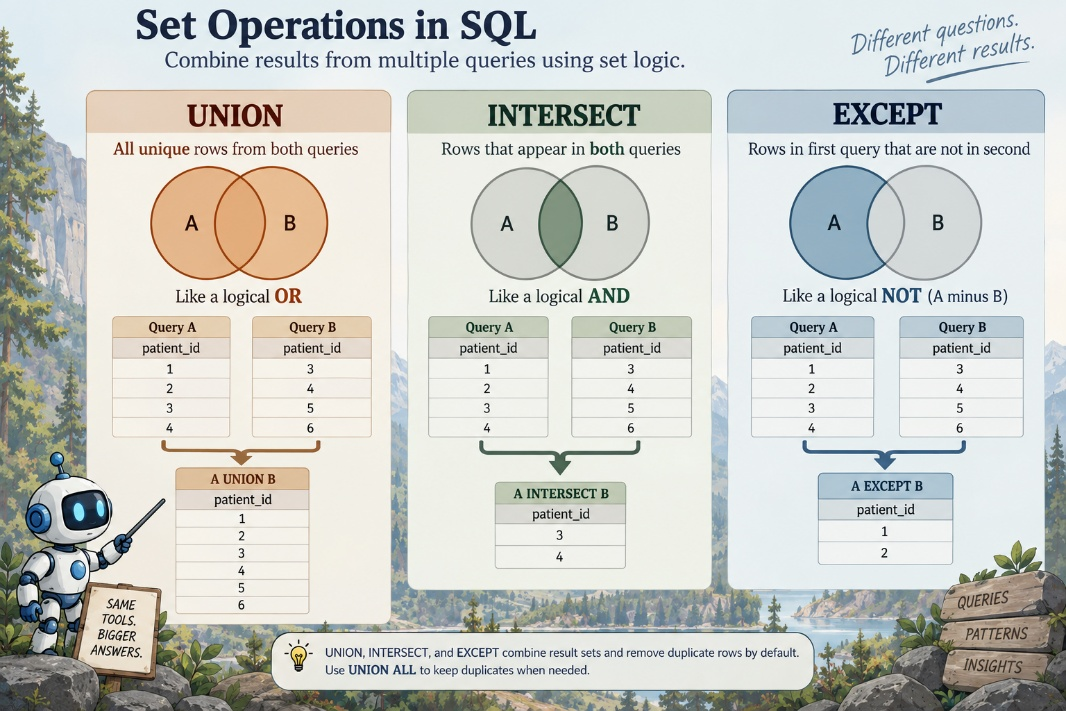 Set Operations in SQL
Combine results from multiple queries using set logic.
Different questions.
Different results.
UNION
All unique rows from both queries
A
B
Like a logical OR
Query A
patient_id
1
2
3
4
Query B
patient_id
3
4
5
6
A UNION B
patient_id
1
2
3
4
5
6
INTERSECT
Rows that appear in both queries
A
B
Like a logical AND
Query A
patient_id
1
2
3
4
Query B
patient_id
3
4
5
6
A INTERSECT B
patient_id
3
4
EXCEPT
Rows in first query that are not in second
A
B
Like a logical NOT (A minus B)
Query A
patient_id
1
2
3
4
Query B
patient_id
3
4
5
6
A EXCEPT B
patient_id
1
2
SAME
TOOLS.
BIGGER
ANSWERS.
UNION, INTERSECT, and EXCEPT combine result sets and remove duplicate rows by default.
Use UNION ALL to keep duplicates when needed.
QUERIES
PATTERNS
INSIGHTS